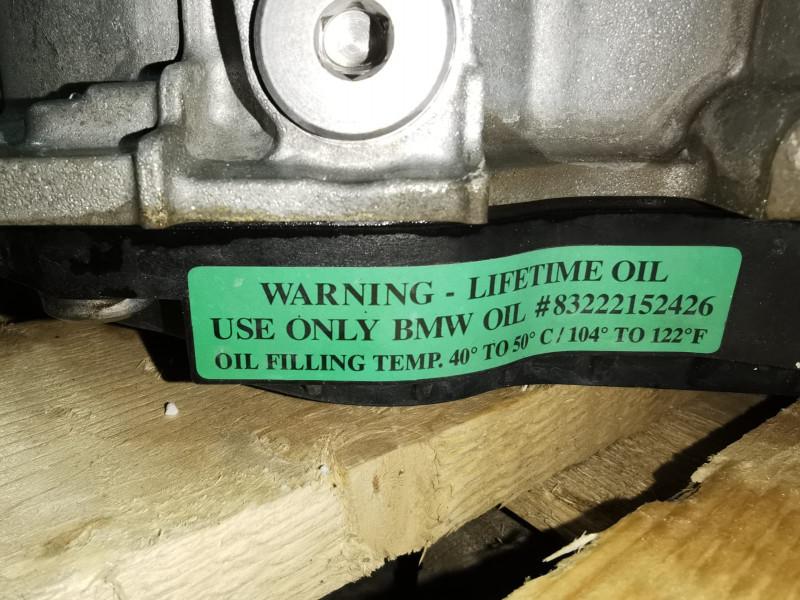 WARNING - LIFETIME OIL
USE ONLY BMW OIL #83222152426
OIL FILLING TEMP. 40° TO 50° C / 104° TO 122°F